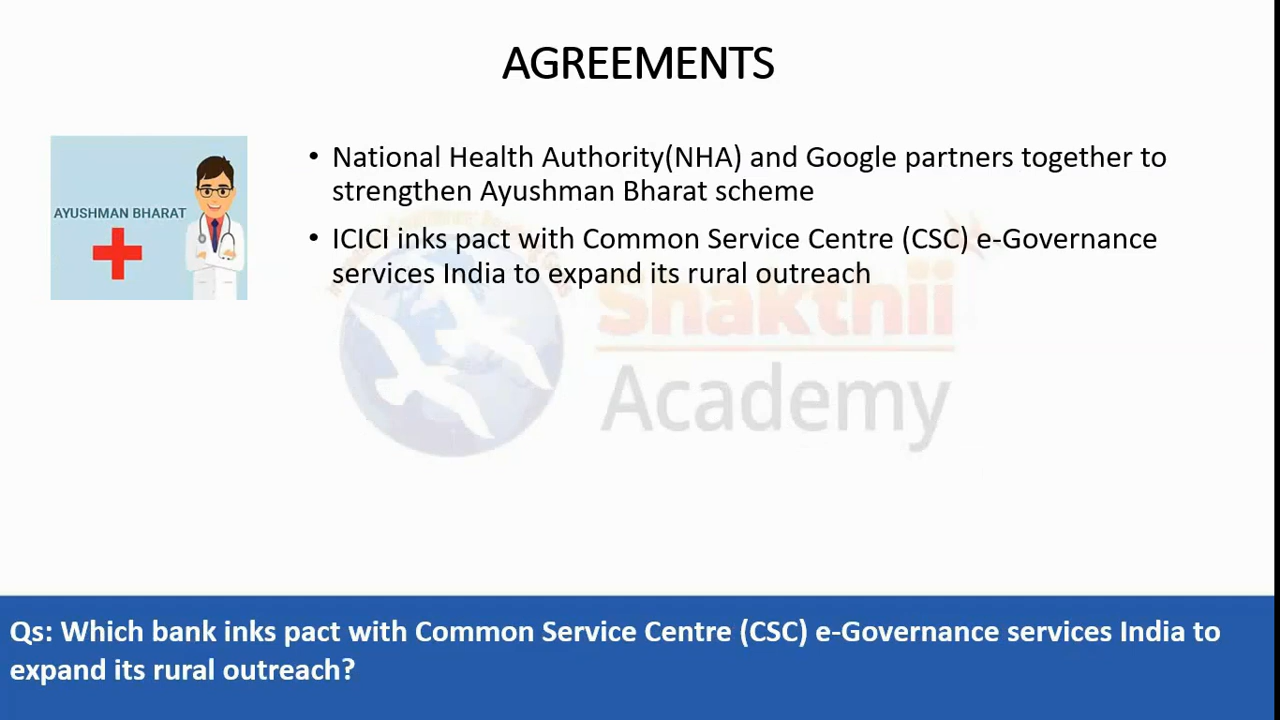 AGREEMENTS
AYUSHMAN BHARAT
• National Health Authority(NHA) and Google partners together to
strengthen Ayushman Bharat scheme
• ICICI inks pact with Common Service Centre (CSC) e-Governance
services India to expand its rural outreach
Shakthii
Academy
Qs: Which bank inks pact with Common Service Centre (CSC) e-Governance services India to
expand its rural outreach?